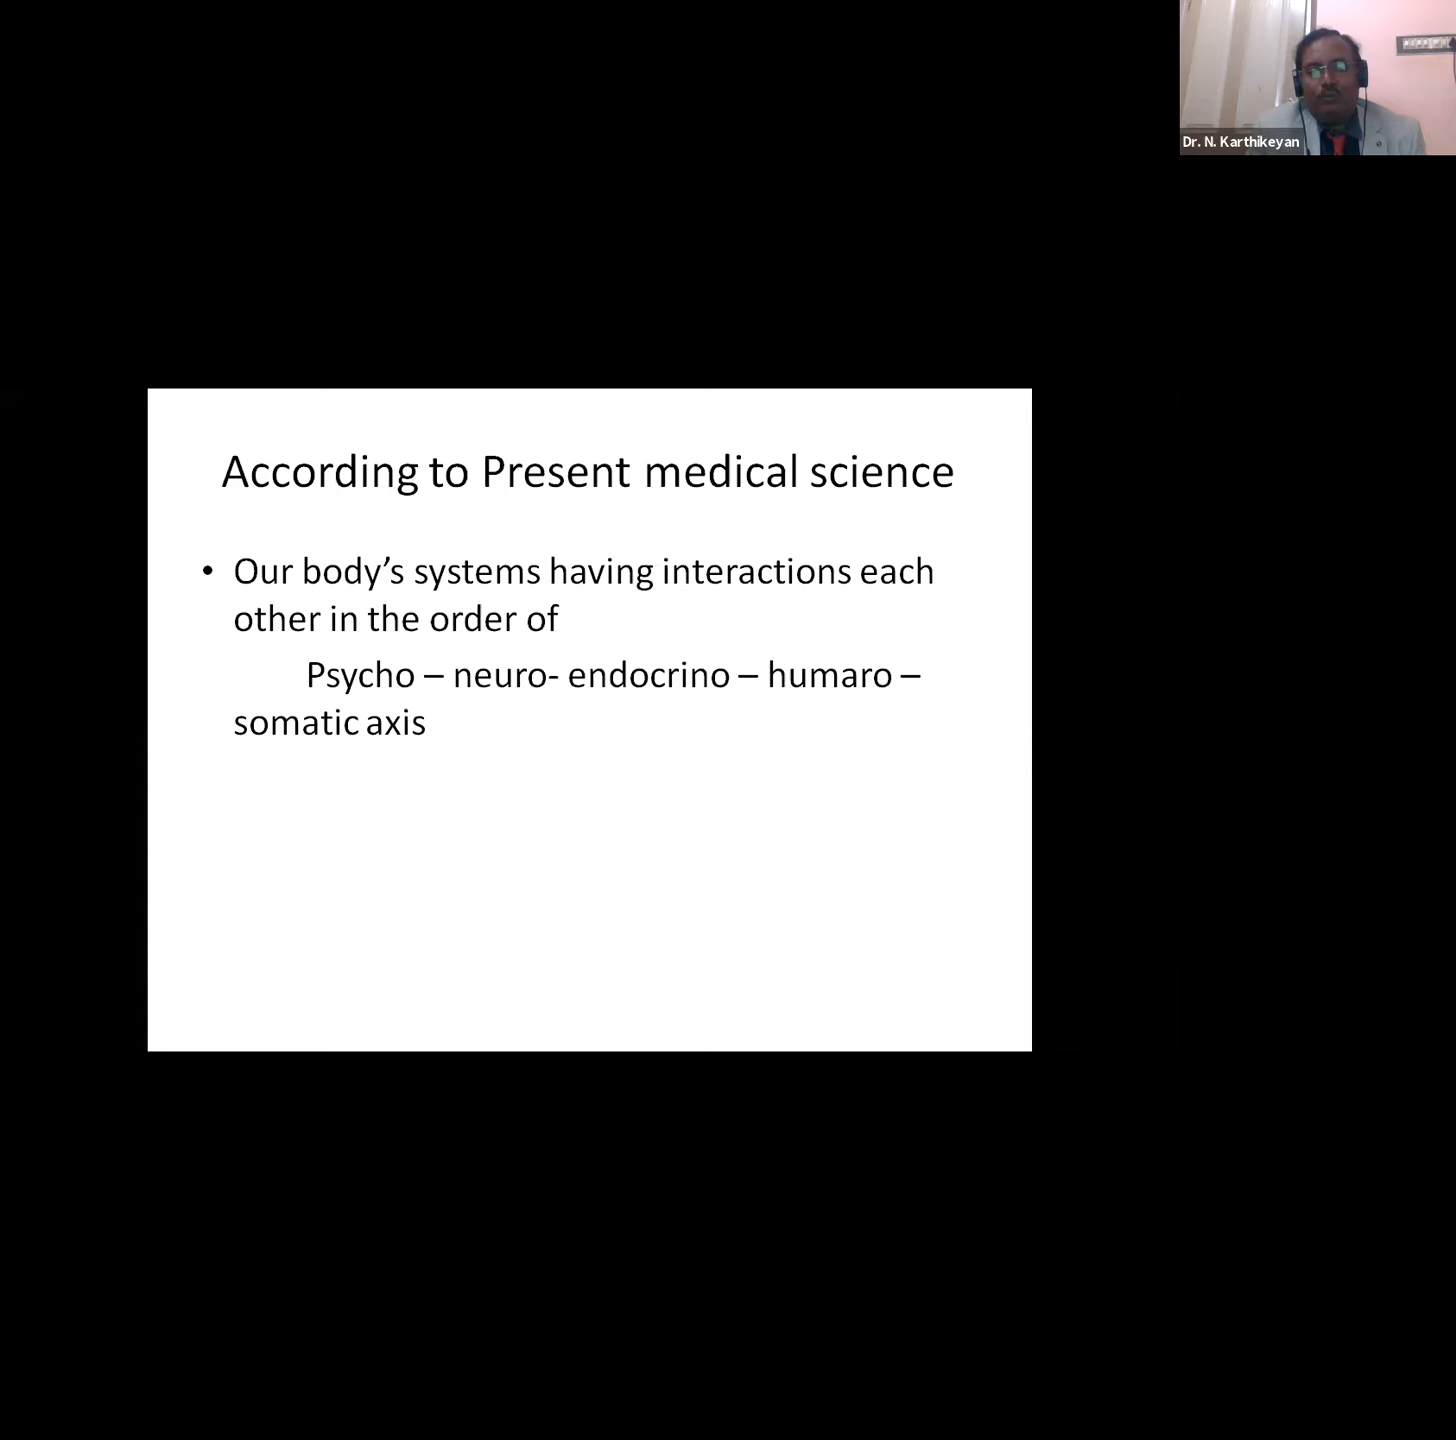 Dr. N. Karthikeyan
According to Present medical science
• Our body’s systems having interactions each
other in the order of
Psycho – neuro- endocrino – humaro –
somatic axis